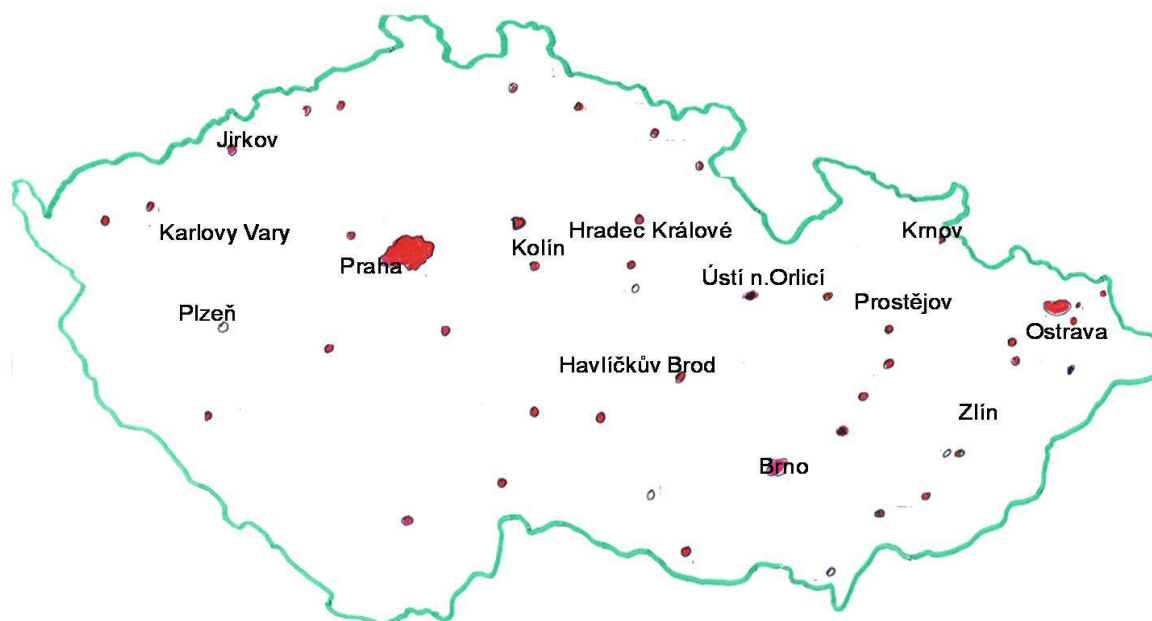 Jirkov
Karlovy Vary
Praha
Kolín
Hradec Králové
Krnov
Ústí n.Orlicí
Plzeň
Prostějov
Ostrava
Havlíčkův Brod
Zlín
Brno